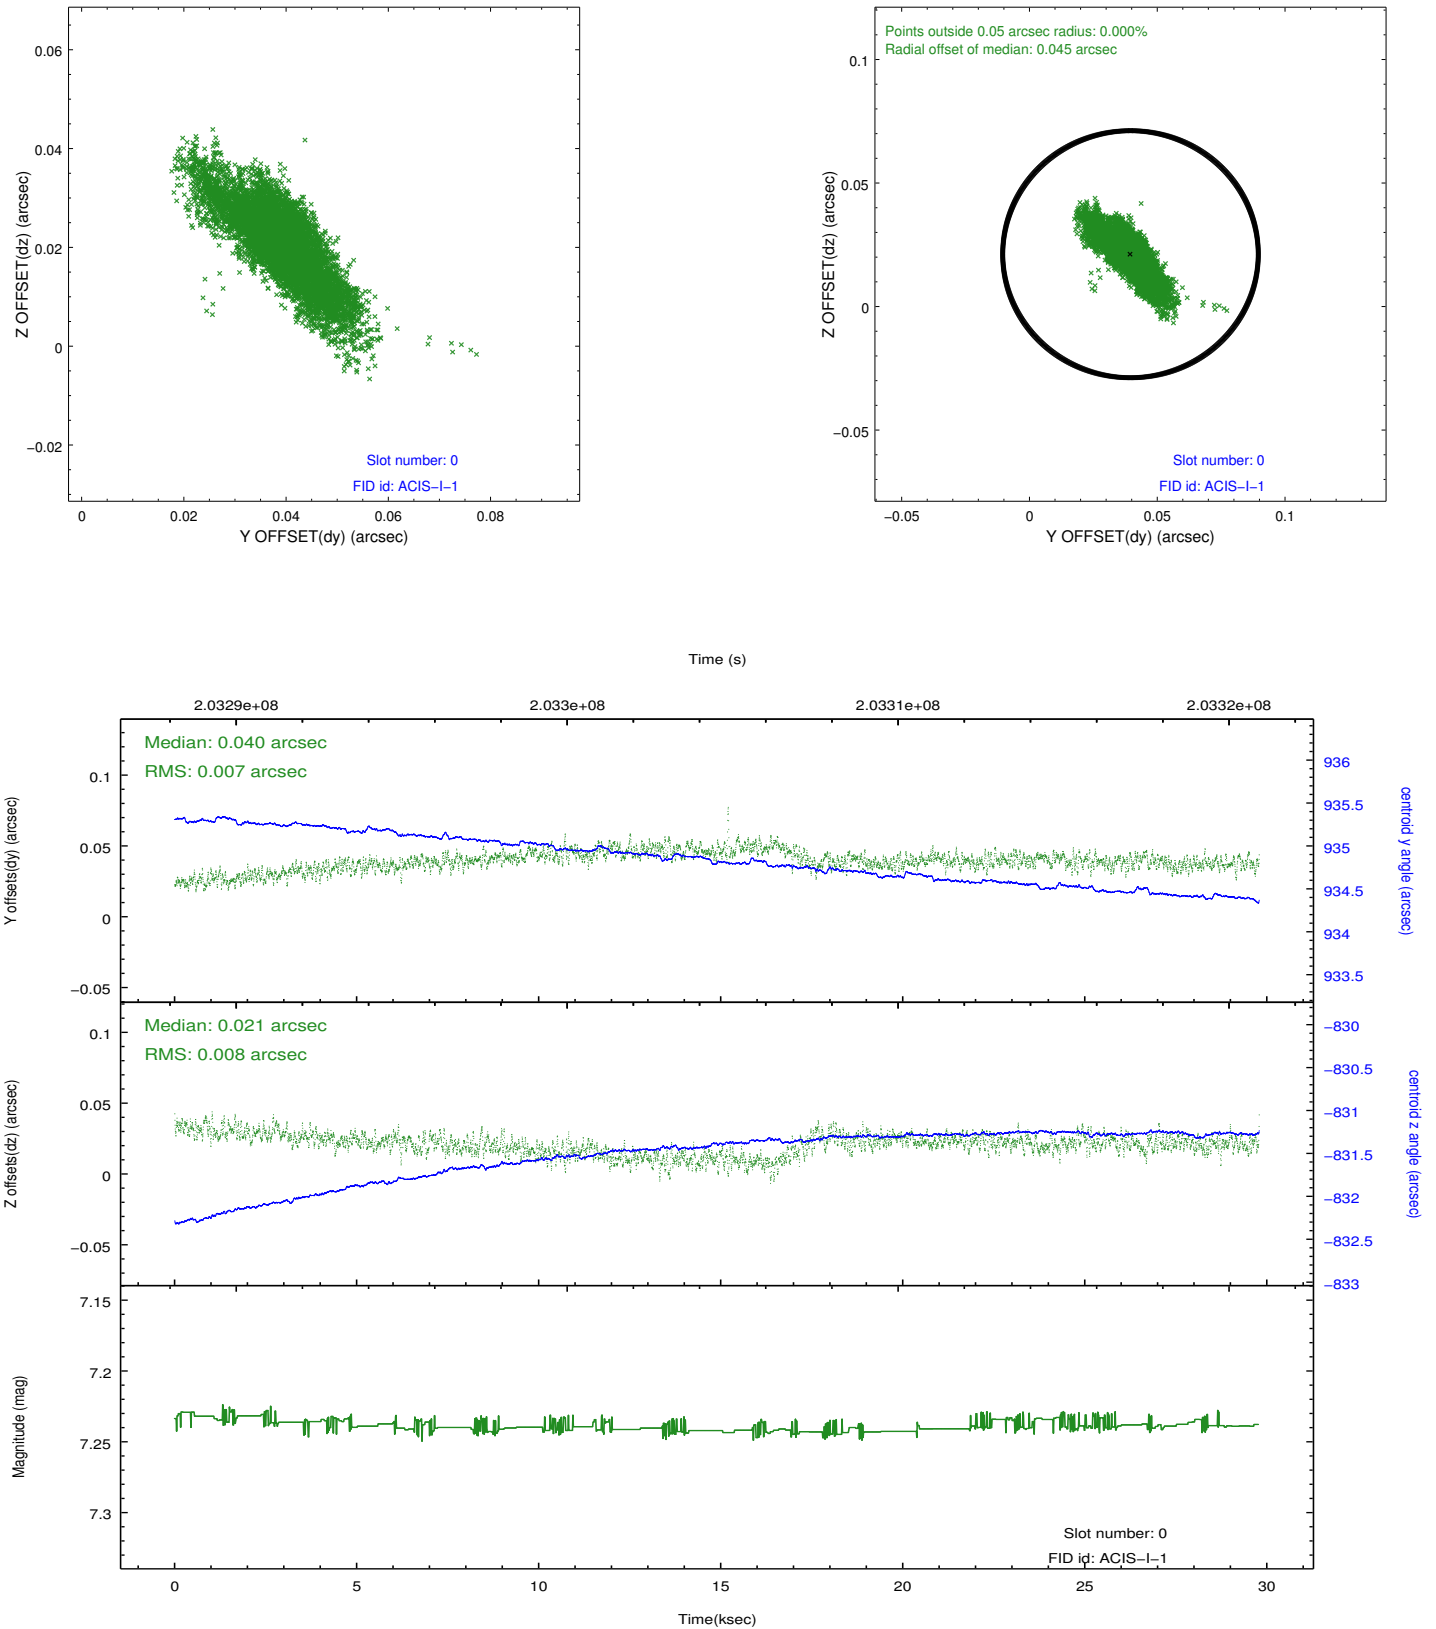 0.06
0.04
0.02
0
−0.02
Z OFFSET(dz) (arcsec)
Slot number: 0
FID id: ACIS−I−1
0
0.02
0.04
0.06
0.08
Y OFFSET(dy) (arcsec)
Points outside 0.05 arcsec radius: 0.000%
Radial offset of median: 0.045 arcsec
0.1
0.05
0
−0.05
Z OFFSET(dz) (arcsec)
Slot number: 0
FID id: ACIS−I−1
−0.05
0
0.05
0.1
Y OFFSET(dy) (arcsec)
Time (s)
2.0329e+08
2.033e+08
2.0331e+08
2.0332e+08
Median: 0.040 arcsec
RMS: 0.007 arcsec
0.1
0.05
0
−0.05
Y offsets(dy) (arcsec)
936
935.5
935
934.5
934
933.5
centroid y angle (arcsec)
Median: 0.021 arcsec
RMS: 0.008 arcsec
0.1
0.05
0
−0.05
Z offsets(dz) (arcsec)
−830
−830.5
−831
−831.5
−832
−832.5
−833
centroid z angle (arcsec)
7.15
7.2
7.25
7.3
Magnitude (mag)
Slot number: 0
FID id: ACIS−I−1
0
5
10
15
20
25
30
Time(ksec)